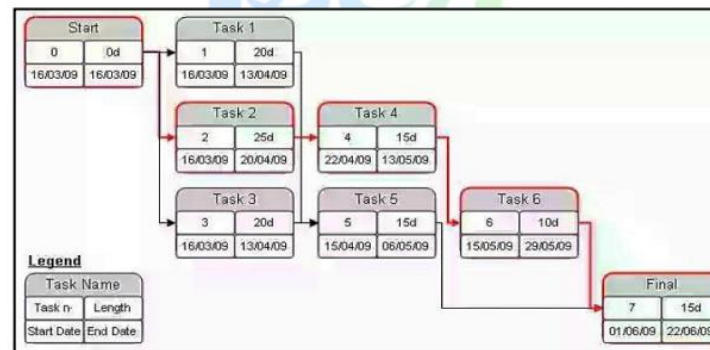 Start
0 0d
16/03/09 16/03/09
Task 1
1 20d
16/03/09 13/04/09
Task 2
2 25d
16/03/09 20/04/09
Task 4
4 15d
22/04/09 13/05/09
Task 3
3 20d
16/03/09 13/04/09
Task 5
5 15d
15/04/09 06/05/09
Task 6
6 10d
15/05/09 29/05/09
Final
7 15d
01/06/09 22/06/09
Legend
Task Name
Task n· Length
Start Date End Date